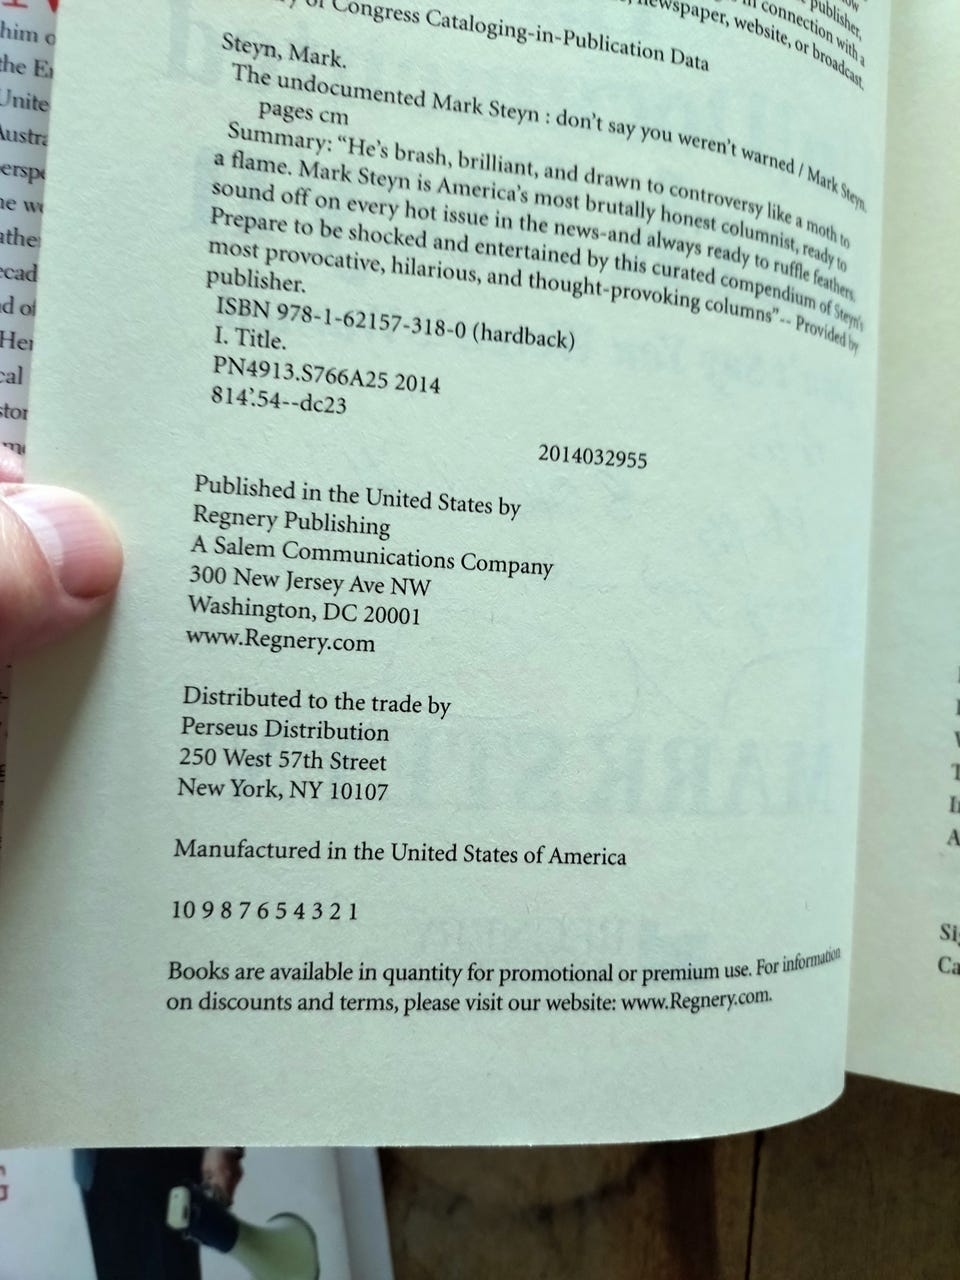 publisher,
in connection with a
newspaper, website, or broadcast.
of Congress Cataloging-in-Publication Data
Steyn, Mark.
The undocumented Mark Steyn : don't say you weren't warned / Mark Steyn.
pages cm
Summary: "He's brash, brilliant, and drawn to controversy like a moth to
a flame. Mark Steyn is America's most brutally honest columnist, ready to
sound off on every hot issue in the news-and always ready to ruffle feathers.
Prepare to be shocked and entertained by this curated compendium of Steyn's
most provocative, hilarious, and thought-provoking columns"-- Provided by
publisher.
ISBN 978-1-62157-318-0 (hardback)
I. Title.
PN4913.S766A25 2014
814'.54--dc23
2014032955
Published in the United States by
Regnery Publishing
A Salem Communications Company
300 New Jersey Ave NW
Washington, DC 20001
www.Regnery.com
Distributed to the trade by
Perseus Distribution
250 West 57th Street
New York, NY 10107
Manufactured in the United States of America
10 9 8 7 6 5 4 3 2 1
Books are available in quantity for promotional or premium use. For information
on discounts and terms, please visit our website: www.Regnery.com.